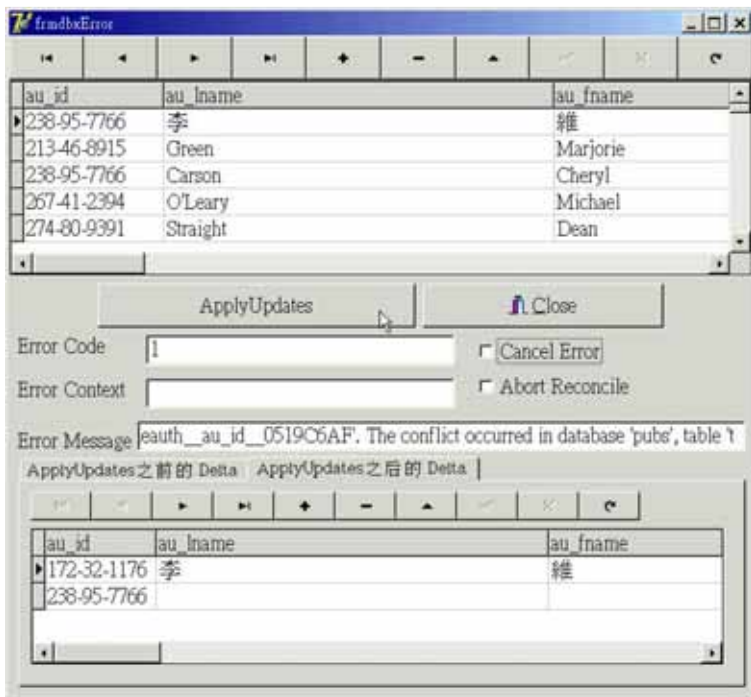 frmdbxError
au_id au_lname au_fname
238-95-7766 李 維
213-46-8915 Green Marjorie
238-95-7766 Carson Cheryl
267-41-2394 O'Leary Michael
274-80-9391 Straight Dean
ApplyUpdates Close
Error Code 1 Cancel Error
Error Context Abort Reconcile
Error Message eauth__au_id__0519C6AF'. The conflict occurred in database 'pubs', table 't
ApplyUpdates之前的 Delta ApplyUpdates之后的 Delta
au_id au_lname au_fname
172-32-1176 李 維
238-95-7766